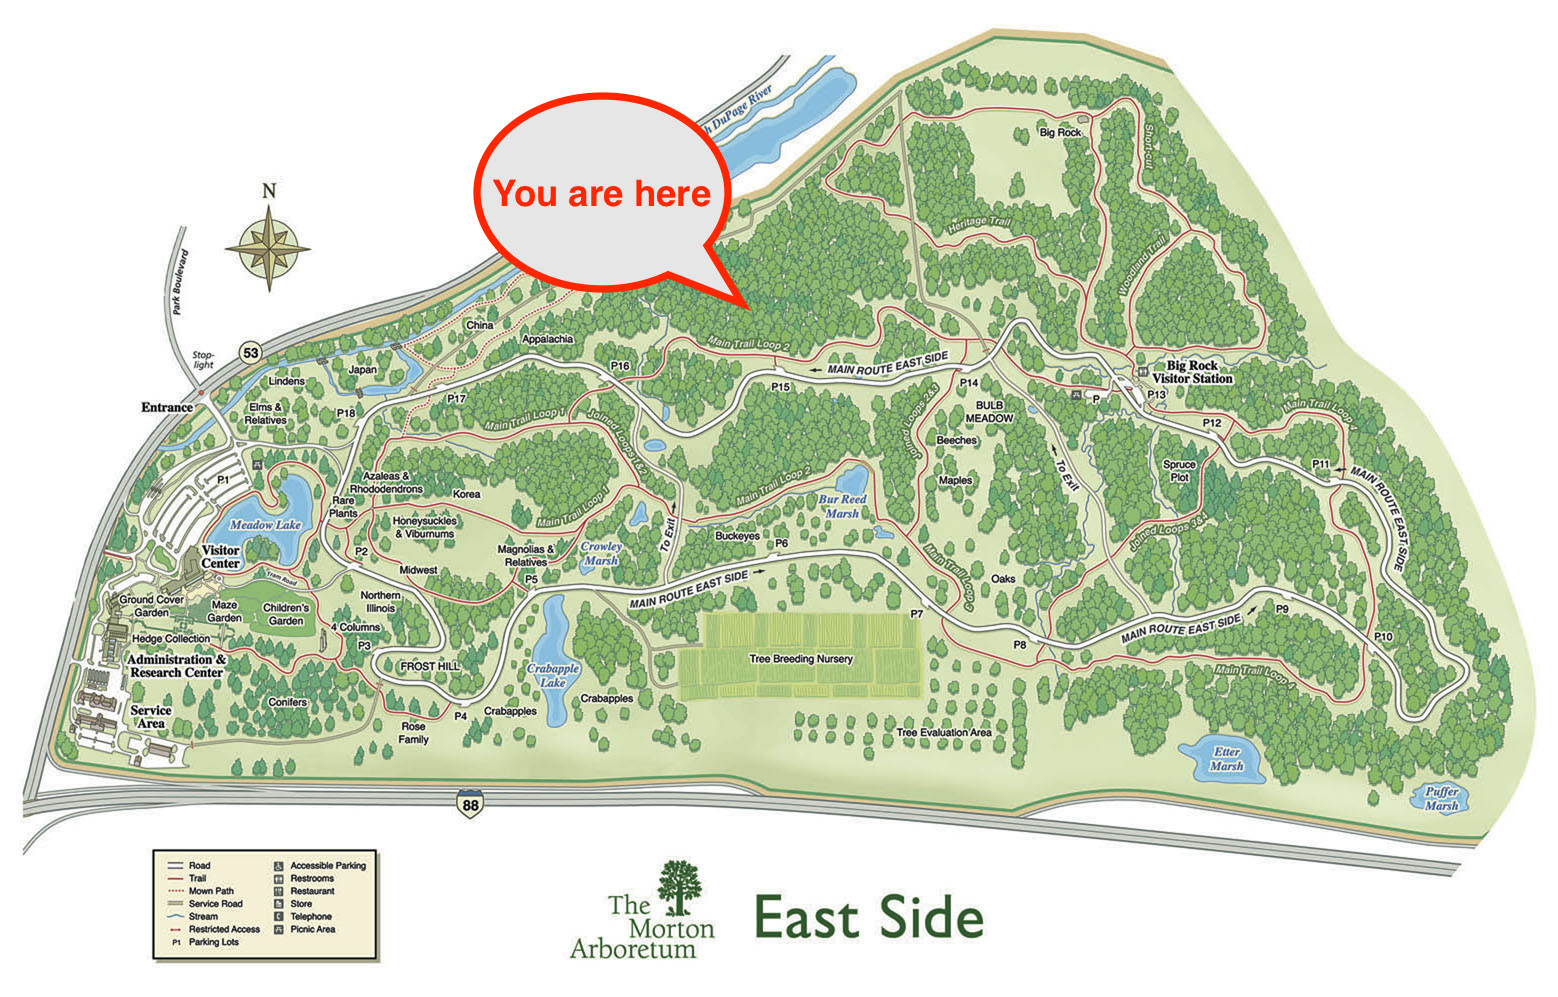 h DuPage River
You are here
N
Park Boulevard
Stop-
light
53
Entrance
Lindens
Elms &
Relatives
Japan
China
Appalachia
P18
P17
P16
P15
P14
Main Trail Loop 2
MAIN ROUTE EAST SIDE
Big Rock
Short-cut
Heritage Trail
Woodland Trail
Big Rock
Visitor Station
P
P13
P12
Main Trail Loop
P11
MAIN ROUTE EAST SIDE
BULB
MEADOW
Beeches
Maples
To Exit
Spruce
Plot
Joined Loops 2&3
Joined Loops 3&
Main Trail Loop 1
Joined Loops 1&2
Main Trail Loop 2
Main Trail Loop 1
Bur Reed
Marsh
P1
Meadow Lake
Azaleas &
Rhododendrons
Rare
Plants
Korea
Honeysuckles
& Viburnums
Magnolias &
Relatives
Crowley
Marsh
To Exit
Buckeyes
P6
Visitor
Center
Tram Road
P2
Midwest
P5
MAIN ROUTE EAST SIDE
Main Trail Loop 3
Oaks
Northern
Illinois
Ground Cover
Garden
Maze
Garden
Children's
Garden
4 Columns
P3
Hedge Collection
Administration &
Research Center
FROST HILL
Crabapple
Lake
Tree Breeding Nursery
P7
P8
MAIN ROUTE EAST SIDE
P9
P10
Main Trail Loop 4
Service
Area
Conifers
Rose
Family
P4
Crabapples
Crabapples
Tree Evaluation Area
Etter
Marsh
Puffer
Marsh
88
Road
Trail
Mown Path
Service Road
Stream
Restricted Access
P1 Parking Lots
Accessible Parking
Restrooms
Restaurant
Store
Telephone
Picnic Area
The
Morton
Arboretum
East Side